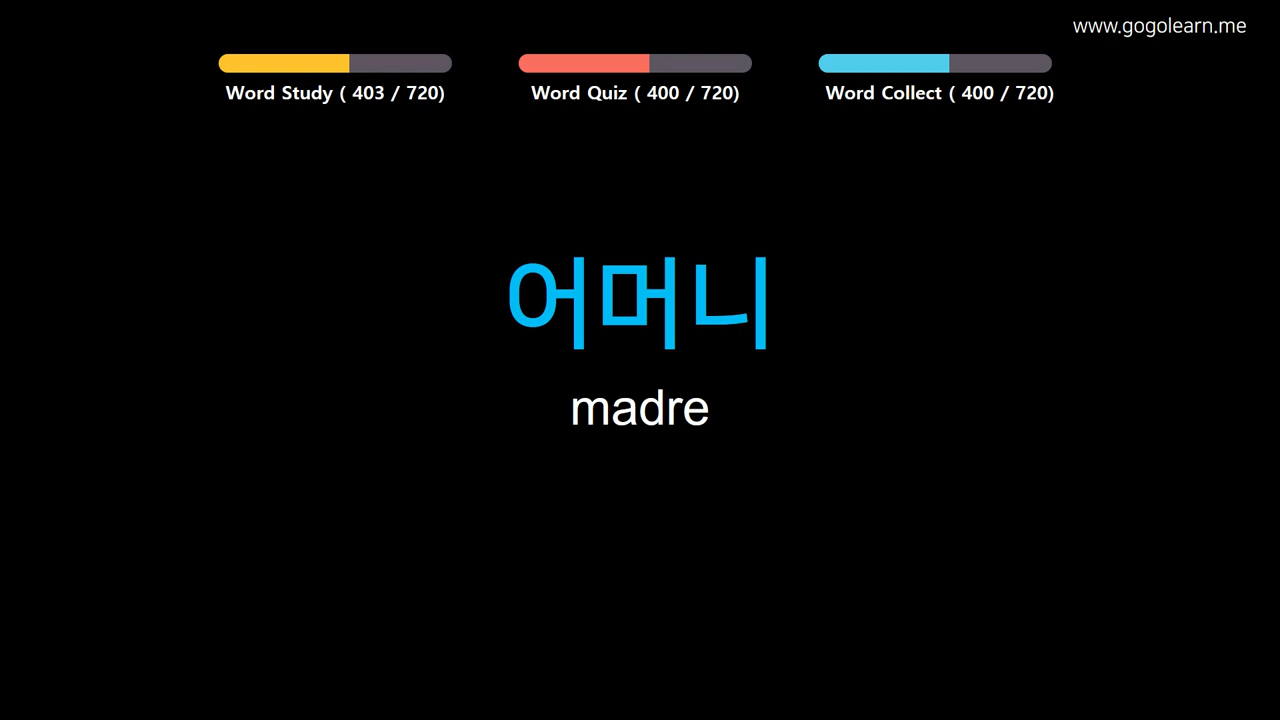 www.gogolearn.me
Word Study ( 403 / 720)
Word Quiz ( 400 / 720)
Word Collect ( 400 / 720)
어머니
madre